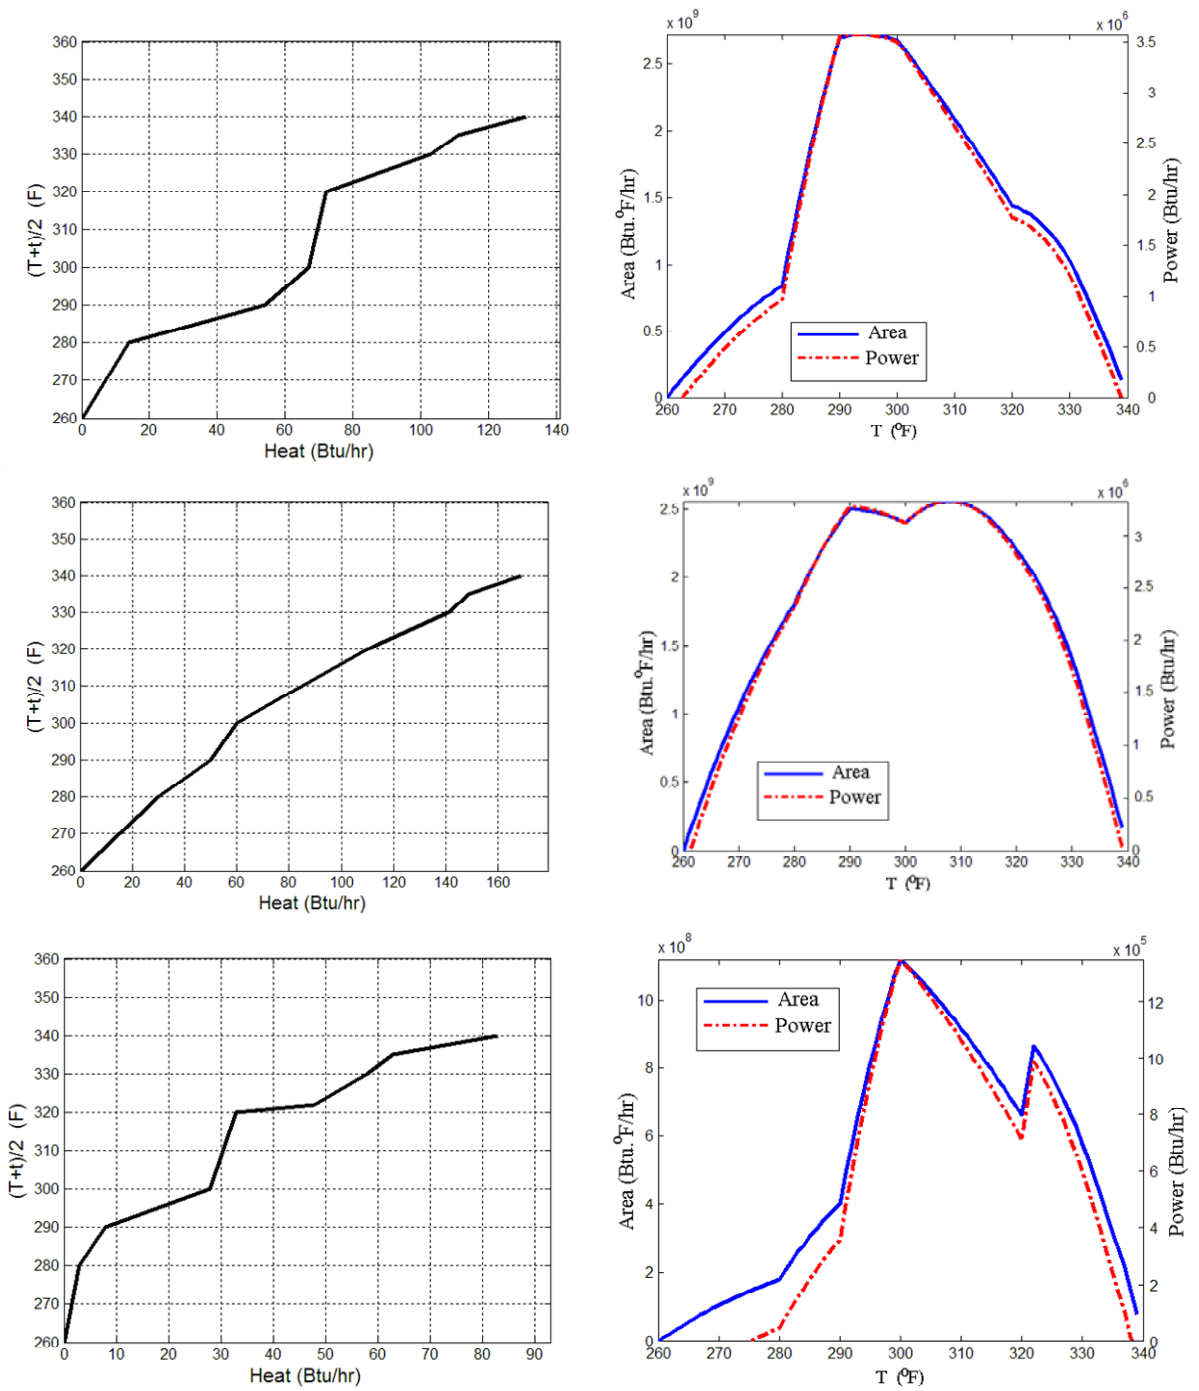 360
350
340
330
320
310
300
290
280
270
260
(T+t)/2 (F)
0 20 40 60 80 100 120 140
Heat (Btu/hr)
x 10^9
x 10^6
2.5
2
1.5
1
0.5
0
Area (Btu.°F/hr)
3.5
3
2.5
2
1.5
1
0.5
0
Power (Btu/hr)
Area
Power
260 270 280 290 300 310 320 330 340
T (°F)
360
350
340
330
320
310
300
290
280
270
260
(T+t)/2 (F)
0 20 40 60 80 100 120 140 160
Heat (Btu/hr)
x 10^9
x 10^6
2.5
2
1.5
1
0.5
0
Area (Btu.°F/hr)
3
2.5
2
1.5
1
0.5
0
Power (Btu/hr)
Area
Power
260 270 280 290 300 310 320 330 340
T (°F)
360
350
340
330
320
310
300
290
280
270
260
(T+t)/2 (F)
0 10 20 30 40 50 60 70 80 90
Heat (Btu/hr)
x 10^8
x 10^5
10
8
6
4
2
0
Area (Btu.°F/hr)
12
10
8
6
4
2
0
Power (Btu/hr)
Area
Power
260 270 280 290 300 310 320 330 340
T (°F)